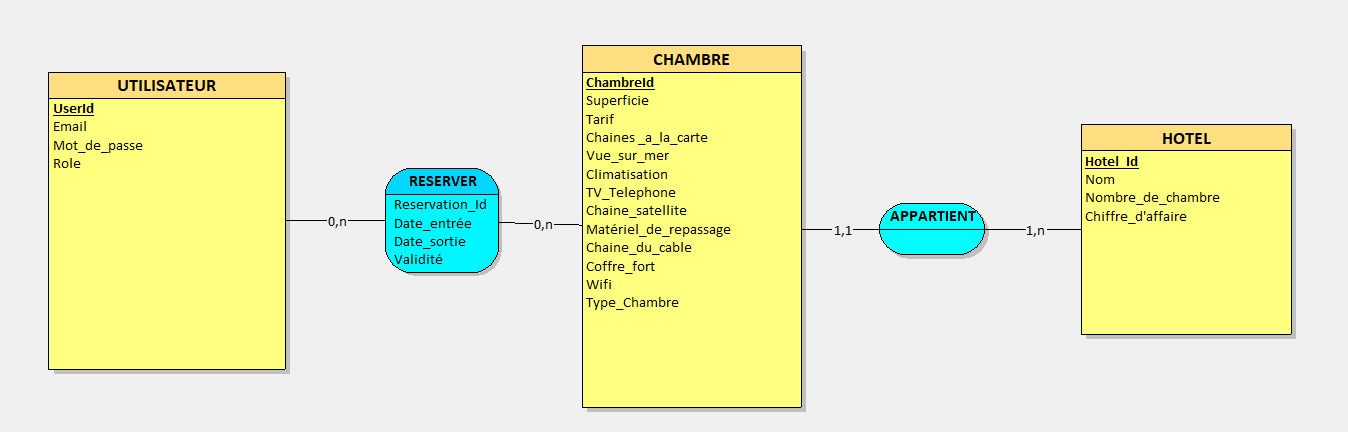 UTILISATEUR
UserId
Email
Mot_de_passe
Role
0,n
RESERVER
Reservation_Id
Date_entrée
Date_sortie
Validité
0,n
CHAMBRE
ChambreId
Superficie
Tarif
Chaines _a_la_carte
Vue_sur_mer
Climatisation
TV_Telephone
Chaine_satellite
Matériel_de_repassage
Chaine_du_cable
Coffre_fort
Wifi
Type_Chambre
1,1
APPARTIENT
1,n
HOTEL
Hotel_Id
Nom
Nombre_de_chambre
Chiffre_d'affaire